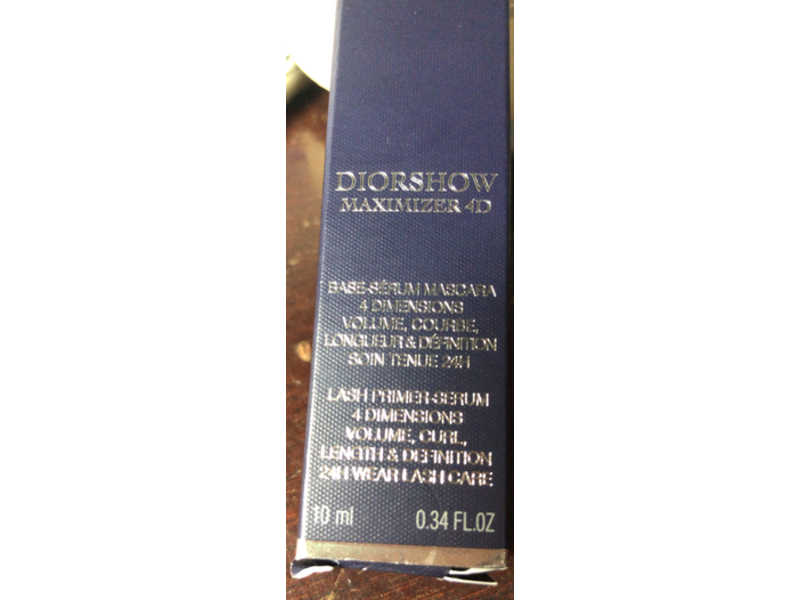 DIORSHOW
MAXIMIZER 4D
BASE-SÉRUM MASCARA
4 DIMENSIONS
VOLUME, COURBE,
LONGUEUR & DÉFINITION
SOIN TENUE 24H
LASH PRIMER-SERUM
4 DIMENSIONS
VOLUME, CURL,
LENGTH & DEFINITION
24H WEAR LASH CARE
10 ml 0.34 FL.OZ